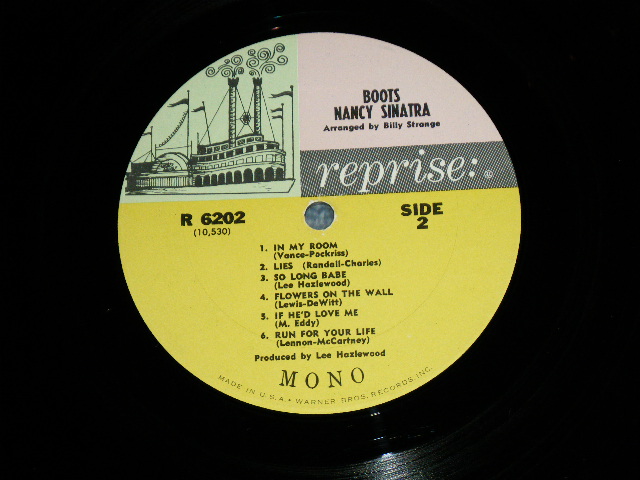 BOOTS
NANCY SINATRA
Arranged by Billy Strange
reprise:
R 6202
(10,530)
SIDE
2
1. IN MY ROOM
(Vance-Pockriss)
2. LIES (Randall-Charles)
3. SO LONG BABE
(Lee Hazlewood)
4. FLOWERS ON THE WALL
(Lewis-DeWitt)
5. IF HE'D LOVE ME
(M. Eddy)
6. RUN FOR YOUR LIFE
(Lennon-McCartney)
Produced by Lee Hazlewood
MONO
MADE IN U.S.A. • WARNER BROS. RECORDS INC.